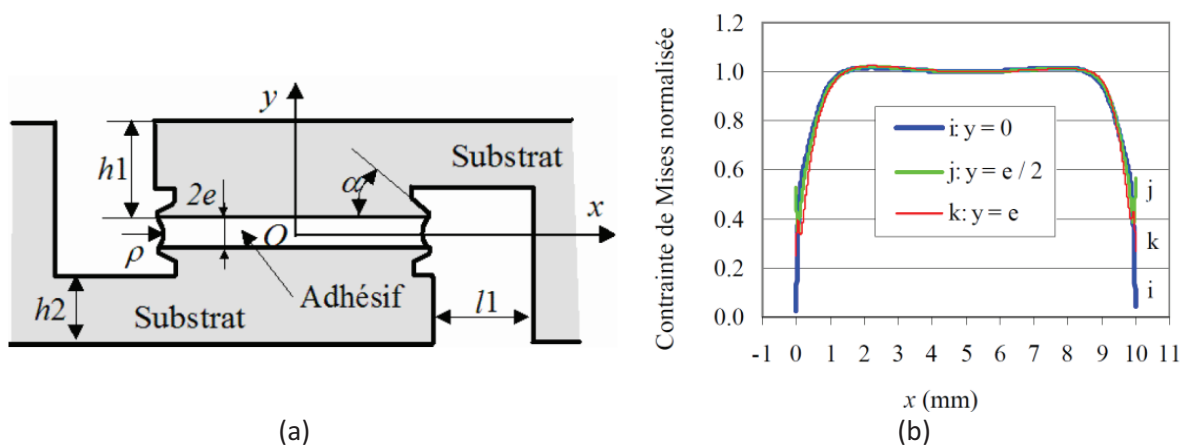 y
h1
Substrat
2e
α
x
O
ρ
Adhésif
h2
Substrat
l1
(a)
Contrainte de Mises normalisée
1.2
1.0
0.8
0.6
0.4
0.2
0.0
i: y = 0
j: y = e / 2
k: y = e
j
k
i
-1 0 1 2 3 4 5 6 7 8 9 10 11
x (mm)
(b)